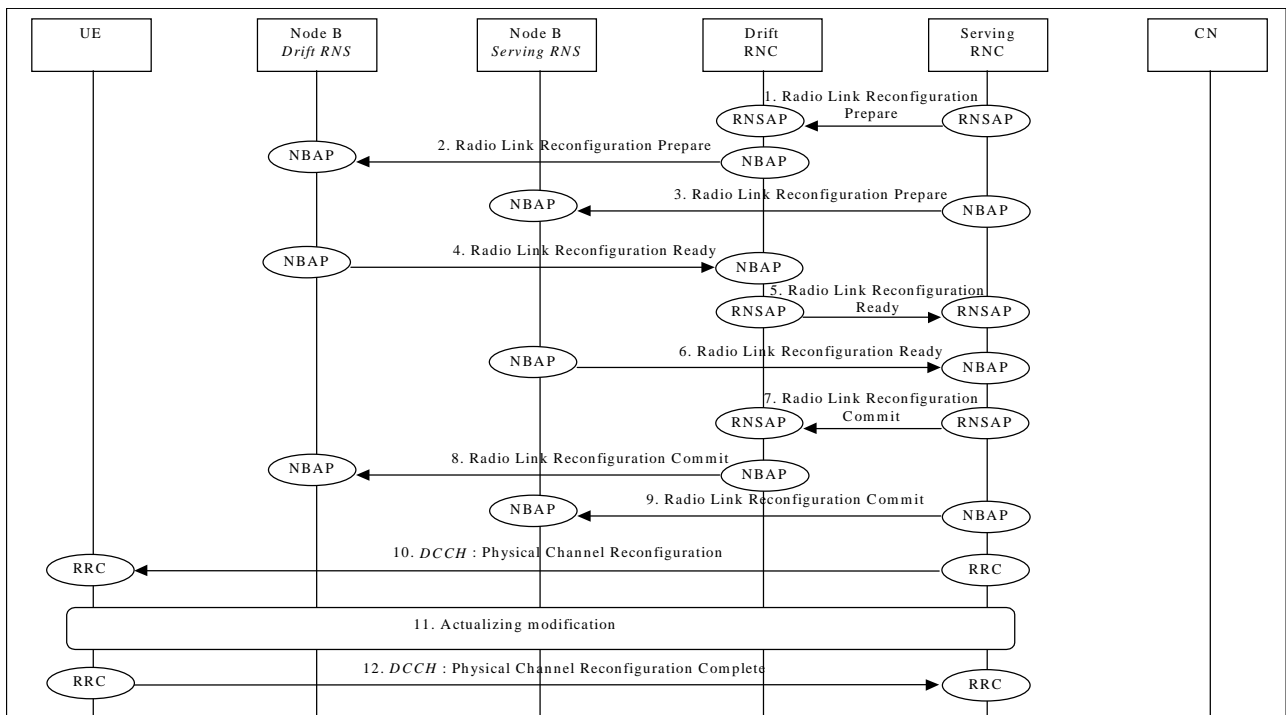 UE
Node B
Drift RNS
Node B
Serving RNS
Drift
RNC
Serving
RNC
CN
1. Radio Link Reconfiguration
Prepare
RNSAP
RNSAP
2. Radio Link Reconfiguration Prepare
NBAP
NBAP
3. Radio Link Reconfiguration Prepare
NBAP
NBAP
4. Radio Link Reconfiguration Ready
NBAP
NBAP
5. Radio Link Reconfiguration
Ready
RNSAP
RNSAP
6. Radio Link Reconfiguration Ready
NBAP
NBAP
7. Radio Link Reconfiguration
Commit
RNSAP
RNSAP
8. Radio Link Reconfiguration Commit
NBAP
NBAP
9. Radio Link Reconfiguration Commit
NBAP
NBAP
10. DCCH : Physical Channel Reconfiguration
RRC
RRC
11. Actualizing modification
12. DCCH : Physical Channel Reconfiguration Complete
RRC
RRC